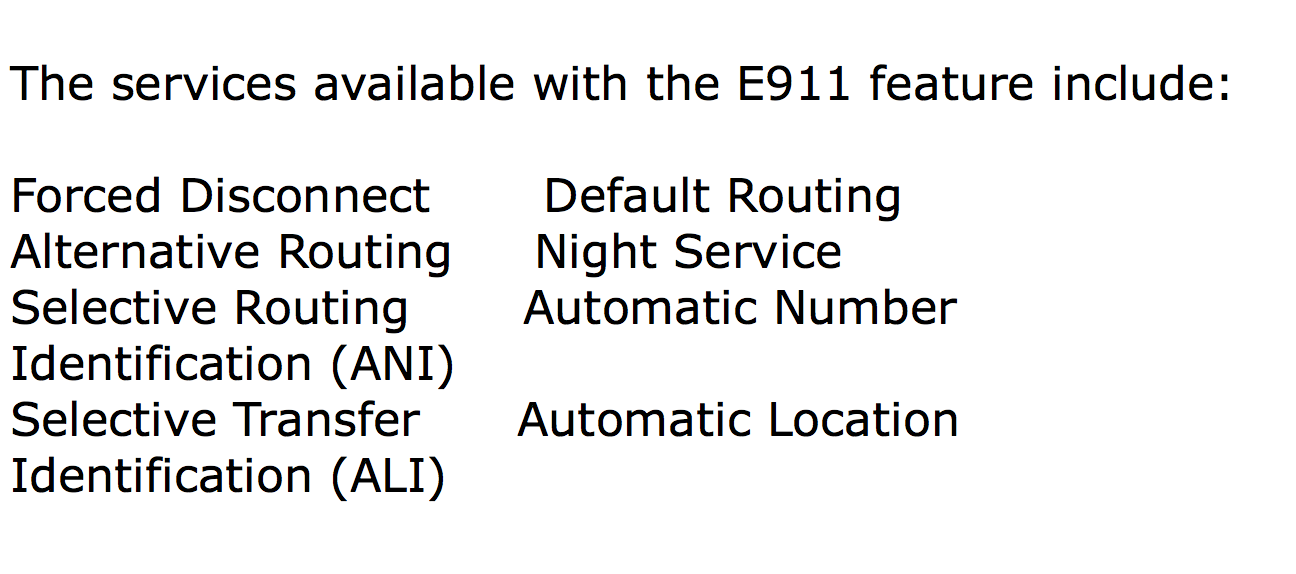 The services available with the E911 feature include:
Forced Disconnect Default Routing
Alternative Routing Night Service
Selective Routing Automatic Number
Identification (ANI)
Selective Transfer Automatic Location
Identification (ALI)